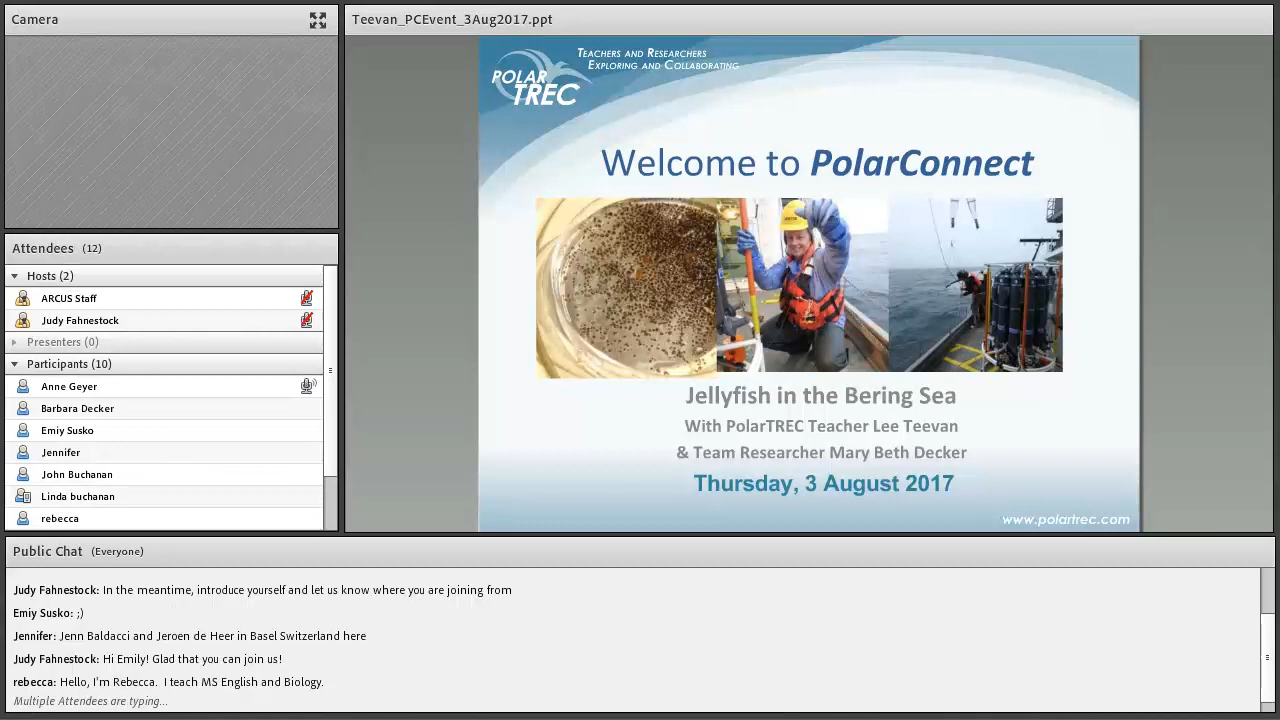 Camera
Teevan_PCEvent_3Aug2017.ppt
TEACHERS AND RESEARCHERS
EXPLORING AND COLLABORATING
POLAR
TREC
Welcome to PolarConnect
Jellyfish in the Bering Sea
With PolarTREC Teacher Lee Teevan
& Team Researcher Mary Beth Decker
Thursday, 3 August 2017
www.polartrec.com
Attendees (12)
Hosts (2)
ARCUS Staff
Judy Fahnestock
Presenters (0)
Participants (10)
Anne Geyer
Barbara Decker
Emiy Susko
Jennifer
John Buchanan
Linda buchanan
rebecca
Public Chat (Everyone)
Judy Fahnestock: In the meantime, introduce yourself and let us know where you are joining from
Emiy Susko: ;)
Jennifer: Jenn Baldacci and Jeroen de Heer in Basel Switzerland here
Judy Fahnestock: Hi Emily! Glad that you can join us!
rebecca: Hello, I'm Rebecca. I teach MS English and Biology.
Multiple Attendees are typing...